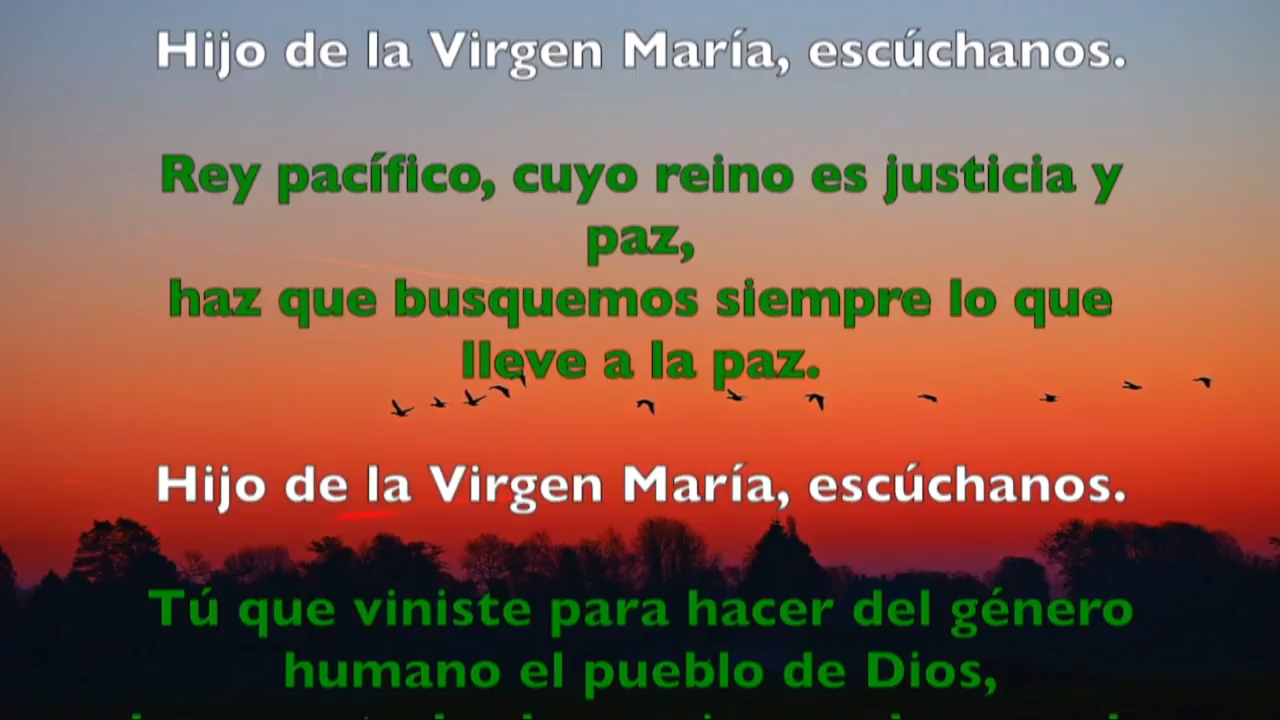 Hijo de la Virgen María, escúchanos.
Rey pacífico, cuyo reino es justicia y
paz,
haz que busquemos siempre lo que
lleve a la paz.
Hijo de la Virgen María, escúchanos.
Tú que viniste para hacer del género
humano el pueblo de Dios,